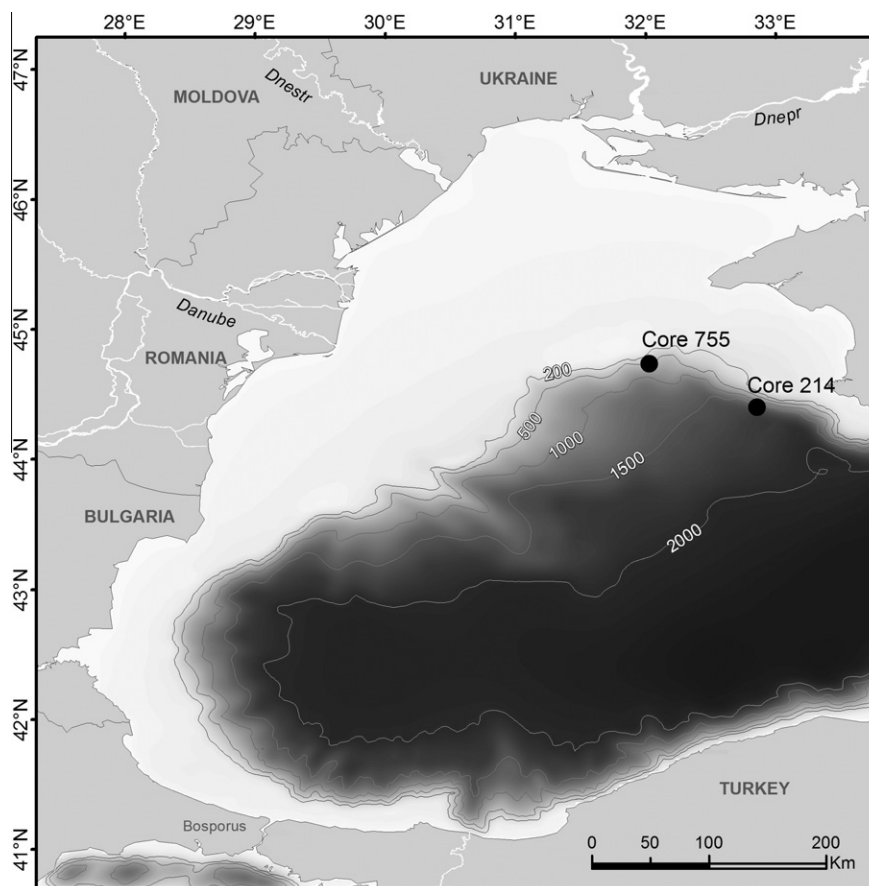 28°E 29°E 30°E 31°E 32°E 33°E
47°N
UKRAINE
MOLDOVA
Dnestr
Dnepr
46°N
45°N
Danube
ROMANIA
Core 755
200
Core 214
500
1000
1500
44°N
BULGARIA
2000
43°N
42°N
TURKEY
Bosporus
41°N
0 50 100 200
Km